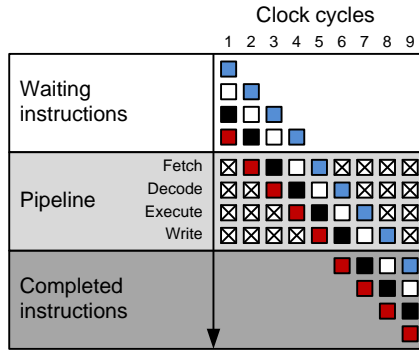 Clock cycles
1 2 3 4 5 6 7 8 9
Waiting
instructions
Pipeline
Fetch
Decode
Execute
Write
Completed
instructions